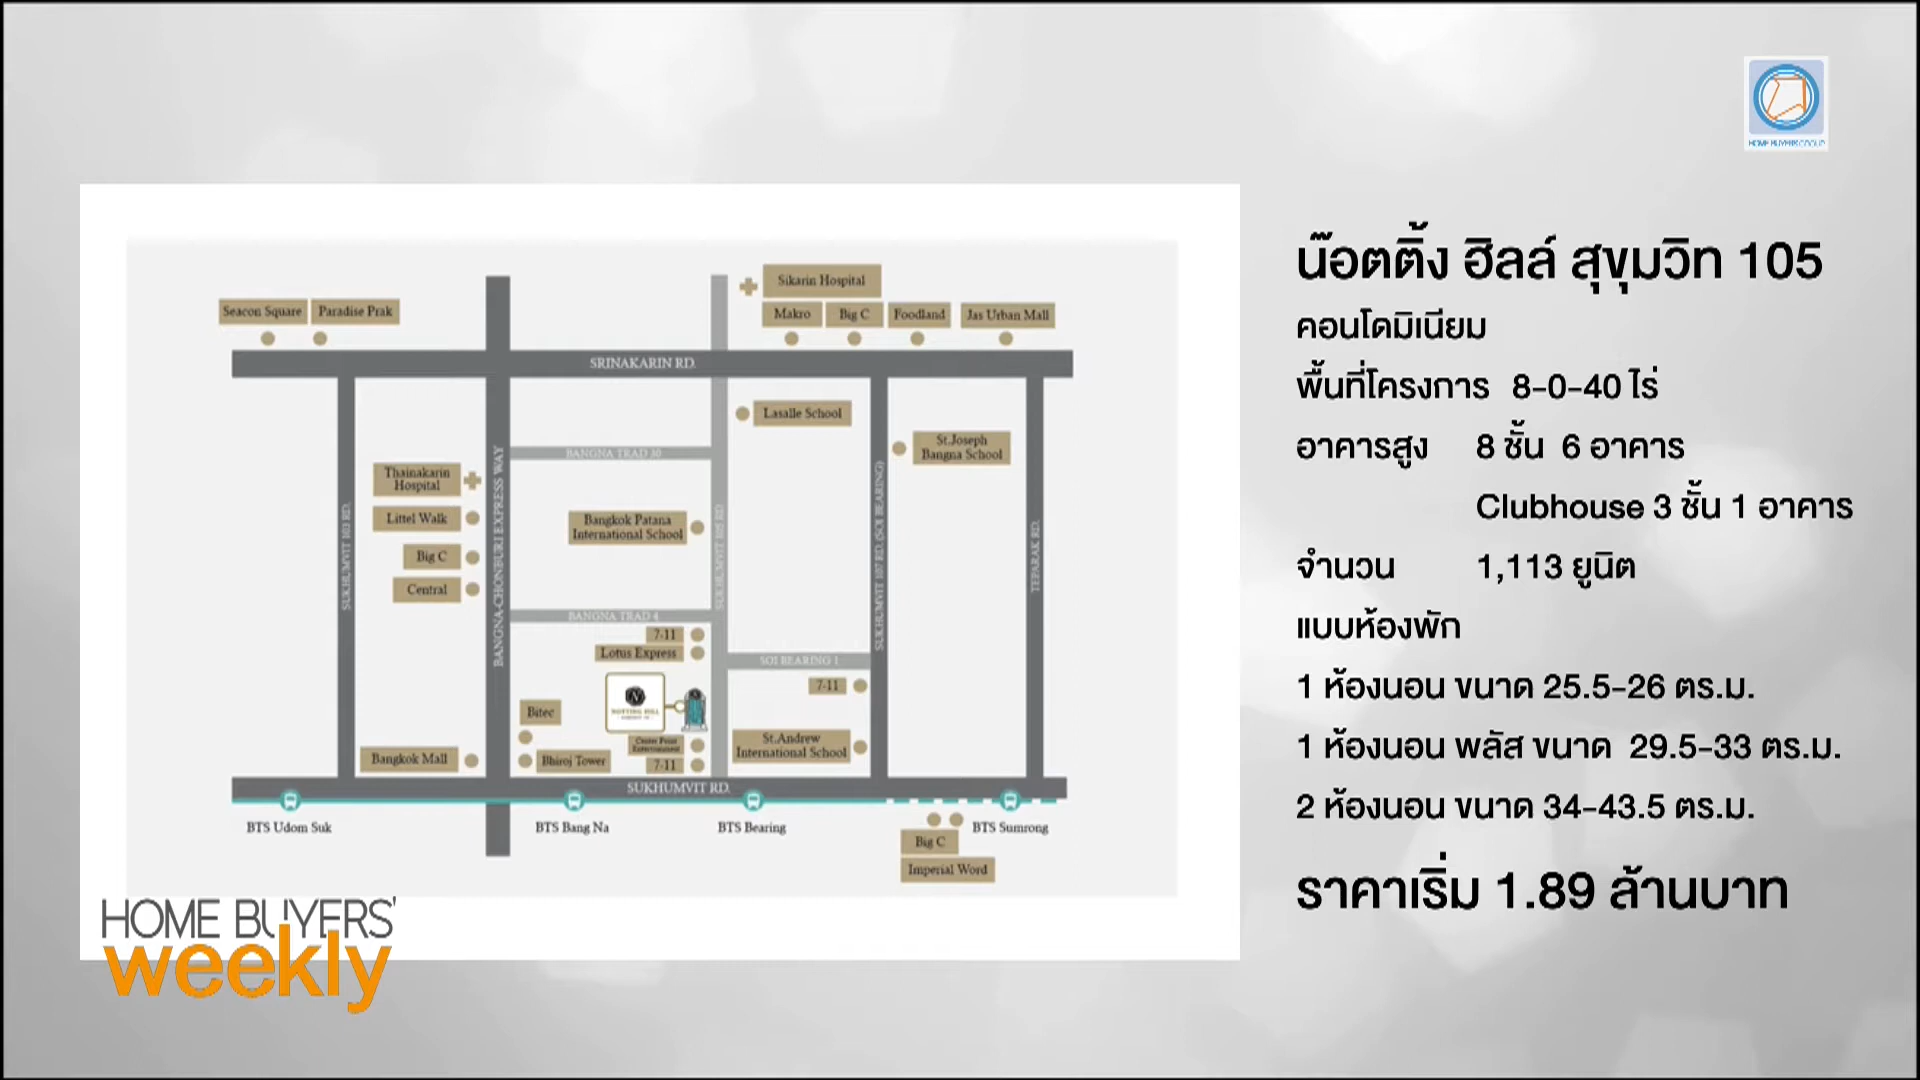 HOME BUYERS GROUP
Sikarin Hospital
Seacon Square
Paradise Prak
Makro
Big C
Foodland
Jas Urban Mall
SRINAKARIN RD.
Lasalle School
St.Joseph
Bangna School
BANGNA TRAD 30
Thainakarin
Hospital
Littel Walk
Bangkok Patana
International School
Big C
Central
SUKHUMVIT 103 RD.
BANGNA-CHONBURI EXPRESS WAY
SUKHUMVIT 105 RD
SUKHUMVIT 107 RD. (SOI BEARING)
TEPARAK RD.
BANGNA TRAD 4
7-11
Lotus Express
SOI BEARING 1
7-11
NOTTING HILL
Bitec
Center Point
Entertainment
St.Andrew
International School
Bangkok Mall
Bhiroj Tower
7-11
SUKHUMVIT RD.
BTS Udom Suk
BTS Bang Na
BTS Bearing
BTS Sumrong
Big C
Imperial Word
น๊อตติ้ง ฮิลล์ สุขุมวิท 105
คอนโดมิเนียม
พื้นที่โครงการ 8-0-40 ไร่
อาคารสูง 8 ชั้น 6 อาคาร
Clubhouse 3 ชั้น 1 อาคาร
จำนวน 1,113 ยูนิต
แบบห้องพัก
1 ห้องนอน ขนาด 25.5-26 ตร.ม.
1 ห้องนอน พลัส ขนาด 29.5-33 ตร.ม.
2 ห้องนอน ขนาด 34-43.5 ตร.ม.
ราคาเริ่ม 1.89 ล้านบาท
HOME BUYERS'
weekly